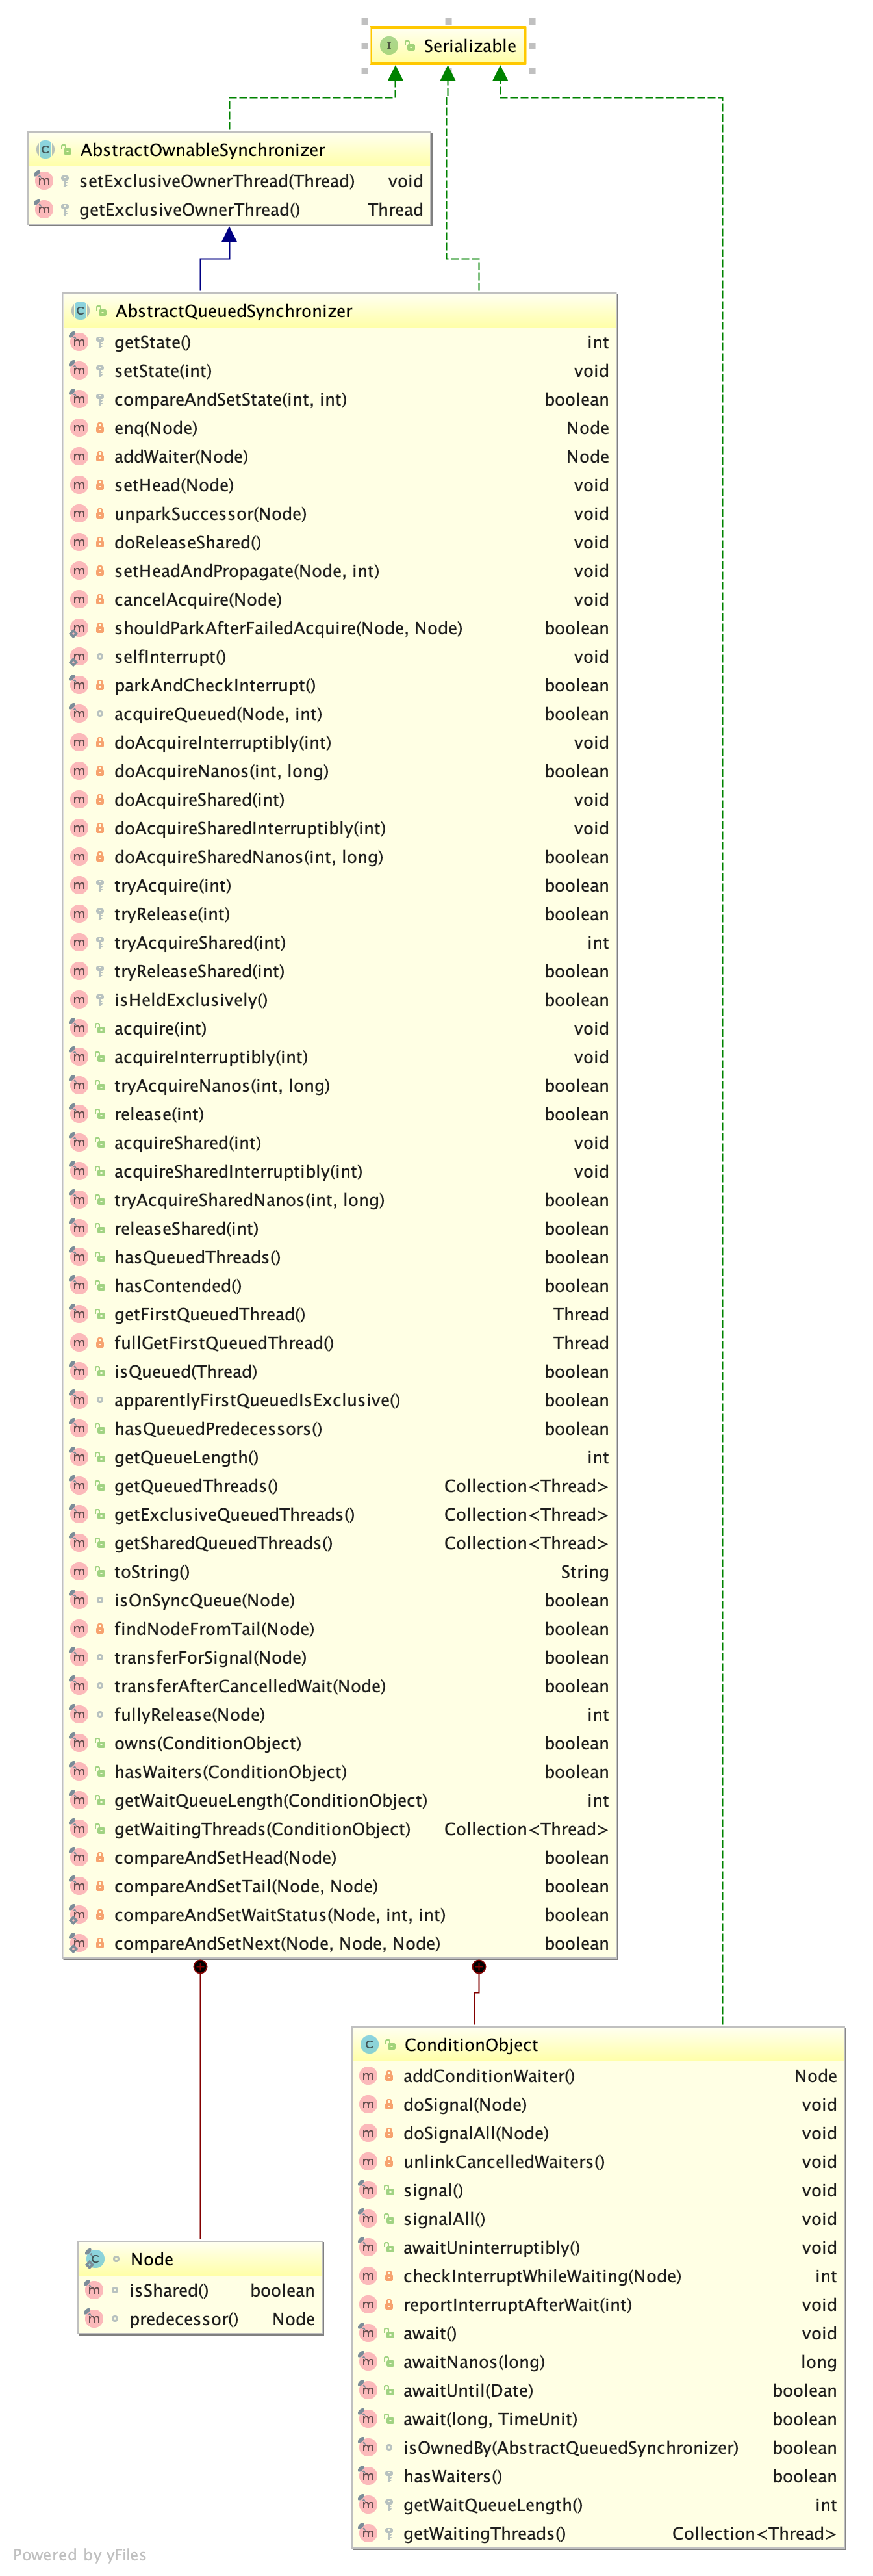 Serializable
AbstractOwnableSynchronizer
setExclusiveOwnerThread(Thread) void
getExclusiveOwnerThread() Thread
AbstractQueuedSynchronizer
getState() int
setState(int) void
compareAndSetState(int, int) boolean
enq(Node) Node
addWaiter(Node) Node
setHead(Node) void
unparkSuccessor(Node) void
doReleaseShared() void
setHeadAndPropagate(Node, int) void
cancelAcquire(Node) void
shouldParkAfterFailedAcquire(Node, Node) boolean
selfInterrupt() void
parkAndCheckInterrupt() boolean
acquireQueued(Node, int) boolean
doAcquireInterruptibly(int) void
doAcquireNanos(int, long) boolean
doAcquireShared(int) void
doAcquireSharedInterruptibly(int) void
doAcquireSharedNanos(int, long) boolean
tryAcquire(int) boolean
tryRelease(int) boolean
tryAcquireShared(int) int
tryReleaseShared(int) boolean
isHeldExclusively() boolean
acquire(int) void
acquireInterruptibly(int) void
tryAcquireNanos(int, long) boolean
release(int) boolean
acquireShared(int) void
acquireSharedInterruptibly(int) void
tryAcquireSharedNanos(int, long) boolean
releaseShared(int) boolean
hasQueuedThreads() boolean
hasContended() boolean
getFirstQueuedThread() Thread
fullGetFirstQueuedThread() Thread
isQueued(Thread) boolean
apparentlyFirstQueuedIsExclusive() boolean
hasQueuedPredecessors() boolean
getQueueLength() int
getQueuedThreads() Collection<Thread>
getExclusiveQueuedThreads() Collection<Thread>
getSharedQueuedThreads() Collection<Thread>
toString() String
isOnSyncQueue(Node) boolean
findNodeFromTail(Node) boolean
transferForSignal(Node) boolean
transferAfterCancelledWait(Node) boolean
fullyRelease(Node) int
owns(ConditionObject) boolean
hasWaiters(ConditionObject) boolean
getWaitQueueLength(ConditionObject) int
getWaitingThreads(ConditionObject) Collection<Thread>
compareAndSetHead(Node) boolean
compareAndSetTail(Node, Node) boolean
compareAndSetWaitStatus(Node, int, int) boolean
compareAndSetNext(Node, Node, Node) boolean
ConditionObject
addConditionWaiter() Node
doSignal(Node) void
doSignalAll(Node) void
unlinkCancelledWaiters() void
signal() void
signalAll() void
awaitUninterruptibly() void
checkInterruptWhileWaiting(Node) int
reportInterruptAfterWait(int) void
await() void
awaitNanos(long) long
awaitUntil(Date) boolean
await(long, TimeUnit) boolean
isOwnedBy(AbstractQueuedSynchronizer) boolean
hasWaiters() boolean
getWaitQueueLength() int
getWaitingThreads() Collection<Thread>
Node
isShared() boolean
predecessor() Node
Powered by yFiles